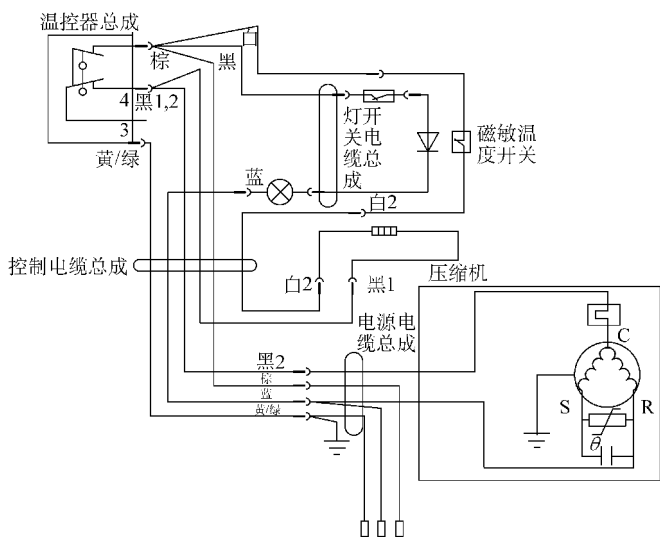 温控器总成
棕
黑
4
黑1,2
3
黄/绿
灯开
关电
缆总
成
磁敏温
度开关
蓝
白2
控制电缆总成
白2
黑1
压缩机
电源电
缆总成
黑2
棕
蓝
黄/绿
C
S
R
θ